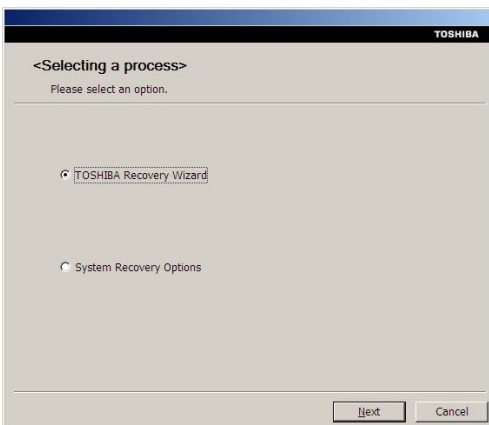 TOSHIBA
<Selecting a process>
Please select an option.
TOSHIBA Recovery Wizard
System Recovery Options
Next
Cancel